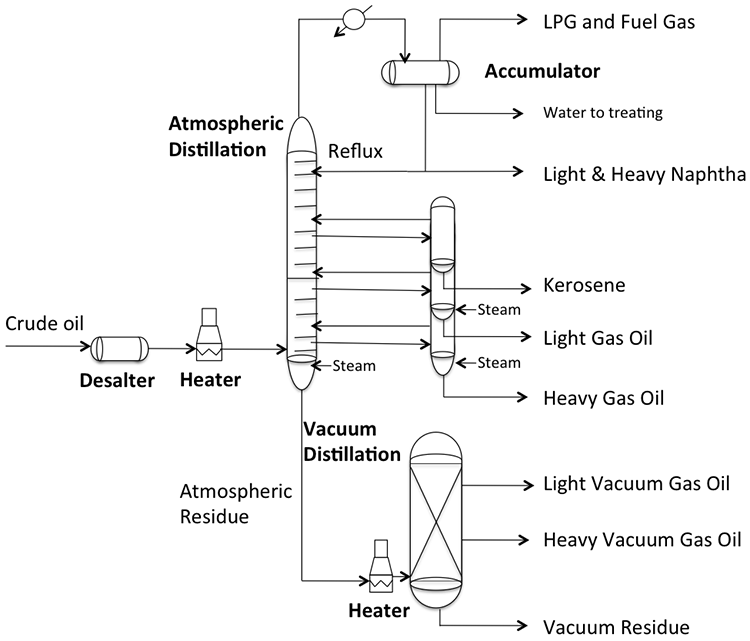 LPG and Fuel Gas
Accumulator
Water to treating
Atmospheric
Distillation
Reflux
Light & Heavy Naphtha
Kerosene
Steam
Crude oil
Light Gas Oil
Desalter
Heater
Steam
Steam
Heavy Gas Oil
Vacuum
Distillation
Atmospheric
Residue
Light Vacuum Gas Oil
Heavy Vacuum Gas Oil
Heater
Vacuum Residue